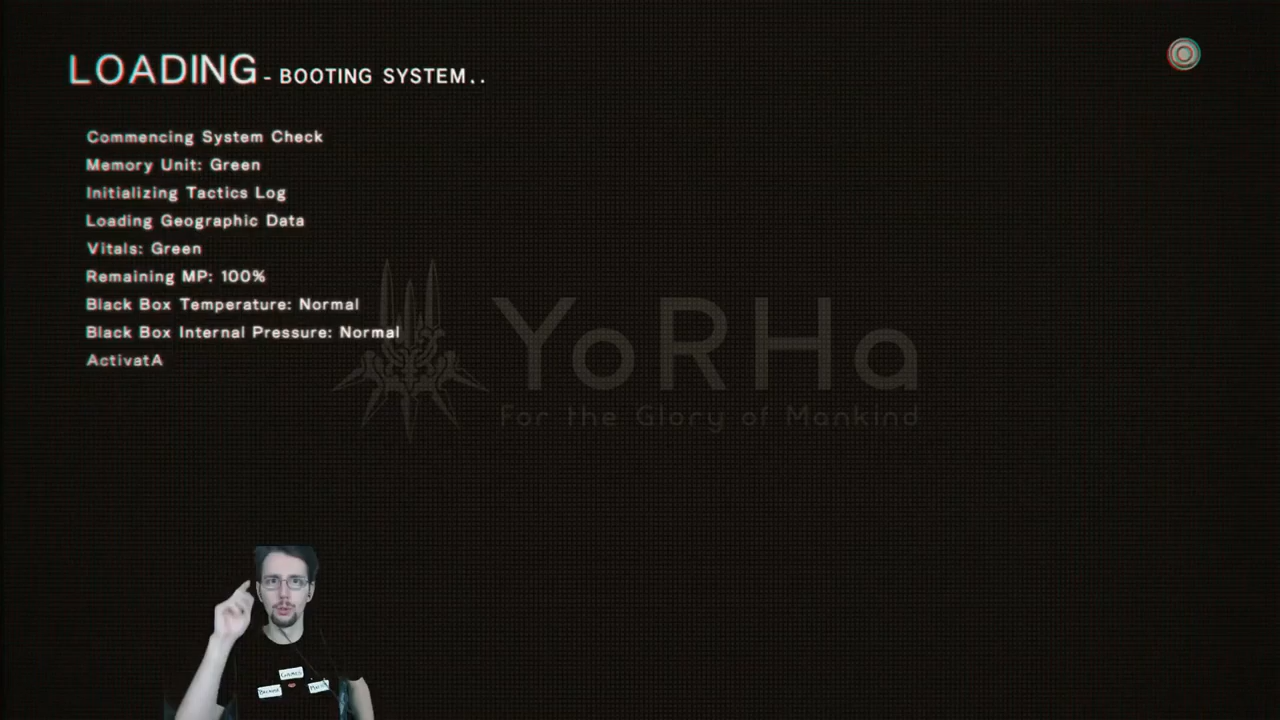 LOADING - BOOTING SYSTEM..
Commencing System Check
Memory Unit: Green
Initializing Tactics Log
Loading Geographic Data
Vitals: Green
Remaining MP: 100%
Black Box Temperature: Normal
Black Box Internal Pressure: Normal
ActivatA
YoRHa
For the Glory of Mankind
GAMES